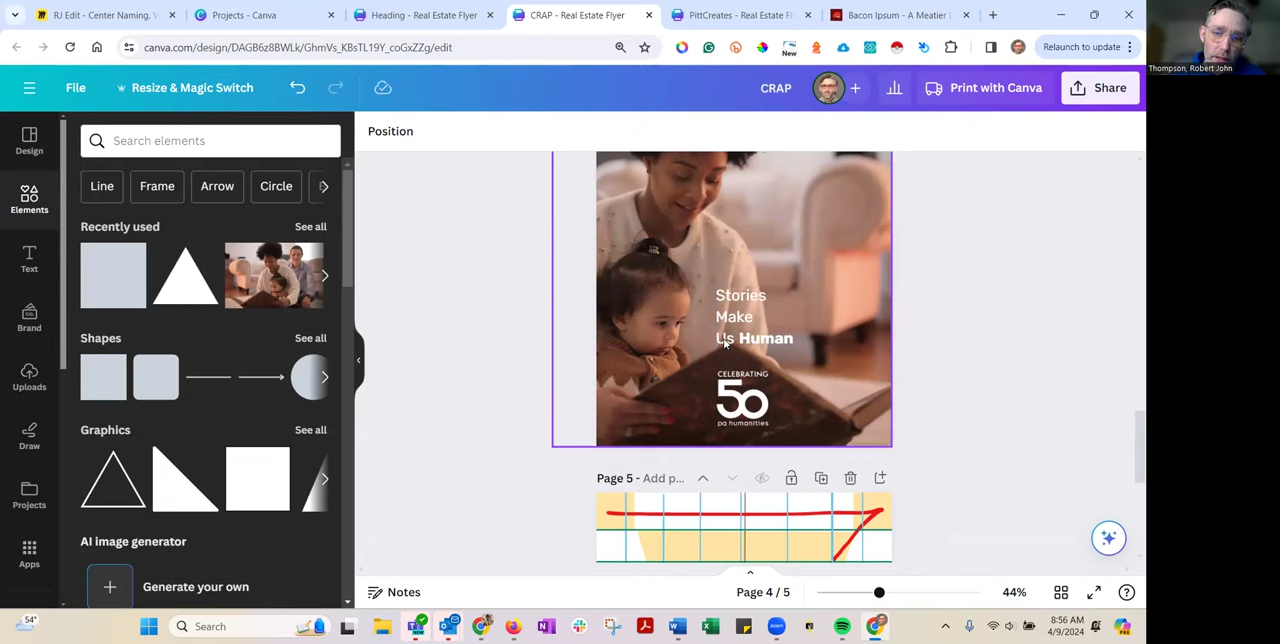 RJ Edit - Center Naming, V
Projects - Canva
Heading - Real Estate Flyer
CRAP - Real Estate Flyer
PittCreates - Real Estate Fl
Bacon Ipsum - A Meatier L
canva.com/design/DAGB6z8BWLk/GhmVs_KBsTL19Y_coGxZZg/edit
New
Relaunch to update
Thompson, Robert John
File
Resize & Magic Switch
CRAP
Print with Canva
Share
Design
Elements
Text
Brand
Uploads
Draw
Projects
Apps
Search elements
Line
Frame
Arrow
Circle
Recently used
See all
Shapes
See all
Graphics
See all
AI image generator
Generate your own
Position
Stories
Make
Us Human
CELEBRATING
50
pa humanities
Page 5 - Add p...
Notes
Page 4 / 5
44%
54°
Search
8:56 AM
4/9/2024